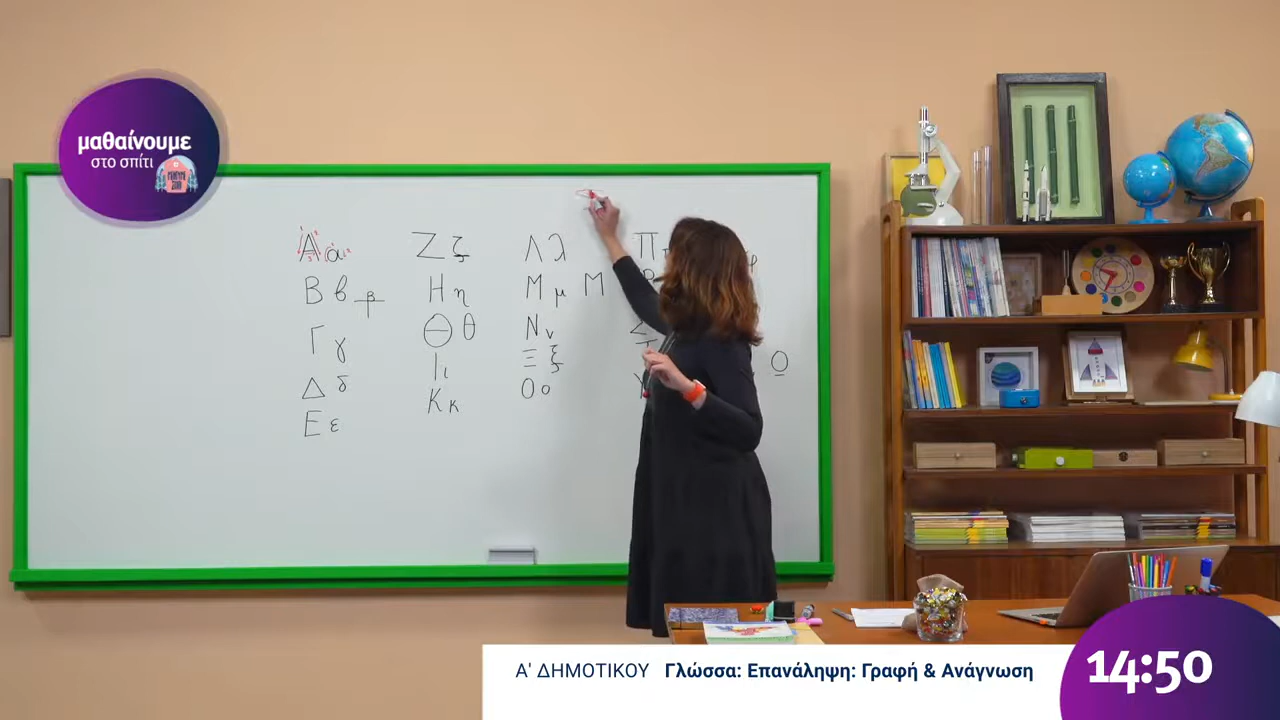 μαθαίνουμε
στο σπίτι
Α ά
Β β β
Γ γ
Δ δ
Ε ε
Ζ ζ
Η η
Θ θ
Ι ι
Κ κ
Λ λ
Μ μ Μ
Ν ν
Ξ ξ
Ο ο
Π
Ο
Α' ΔΗΜΟΤΙΚΟΥ Γλώσσα: Επανάληψη: Γραφή & Ανάγνωση
14:50